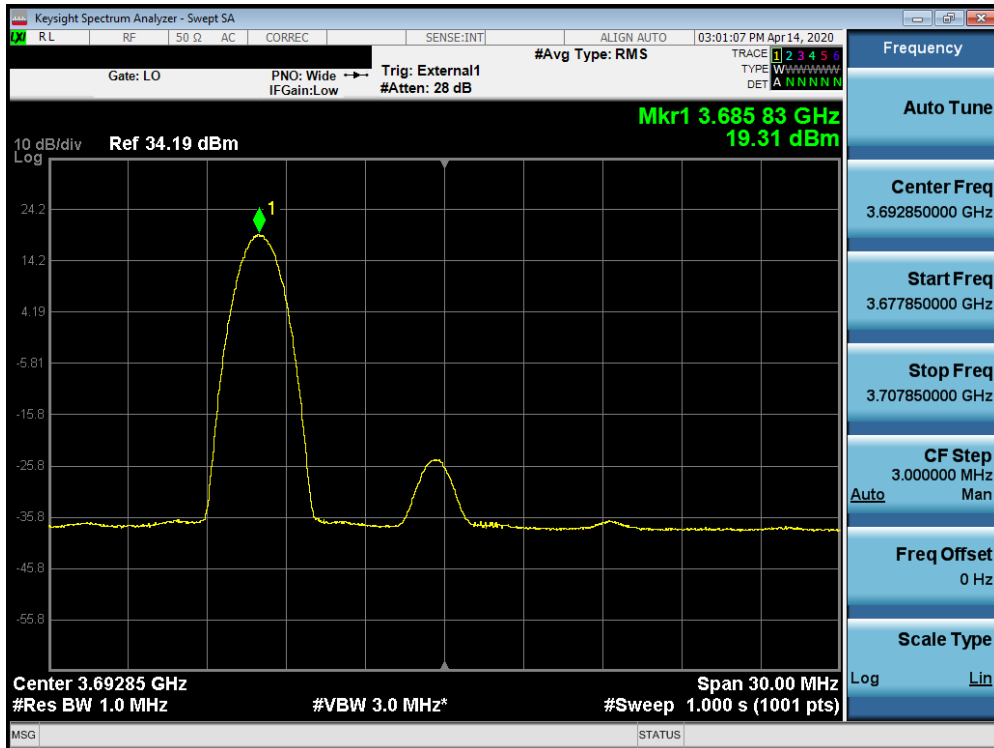 Keysight Spectrum Analyzer - Swept SA
LXI RL RF 50 Ω AC CORREC SENSE:INT ALIGN AUTO 03:01:07 PM Apr 14, 2020
Gate: LO
PNO: Wide
IFGain:Low
Trig: External1
#Atten: 28 dB
#Avg Type: RMS
TRACE 1 2 3 4 5 6
TYPE WWWWWW
DET A N N N N N
Mkr1 3.685 83 GHz
19.31 dBm
10 dB/div Ref 34.19 dBm
Log
1
24.2
14.2
4.19
-5.81
-15.8
-25.8
-35.8
-45.8
-55.8
Center 3.69285 GHz Span 30.00 MHz
#Res BW 1.0 MHz #VBW 3.0 MHz* #Sweep 1.000 s (1001 pts)
MSG STATUS
Frequency
Auto Tune
Center Freq
3.692850000 GHz
Start Freq
3.677850000 GHz
Stop Freq
3.707850000 GHz
CF Step
3.000000 MHz
Auto Man
Freq Offset
0 Hz
Scale Type
Log Lin